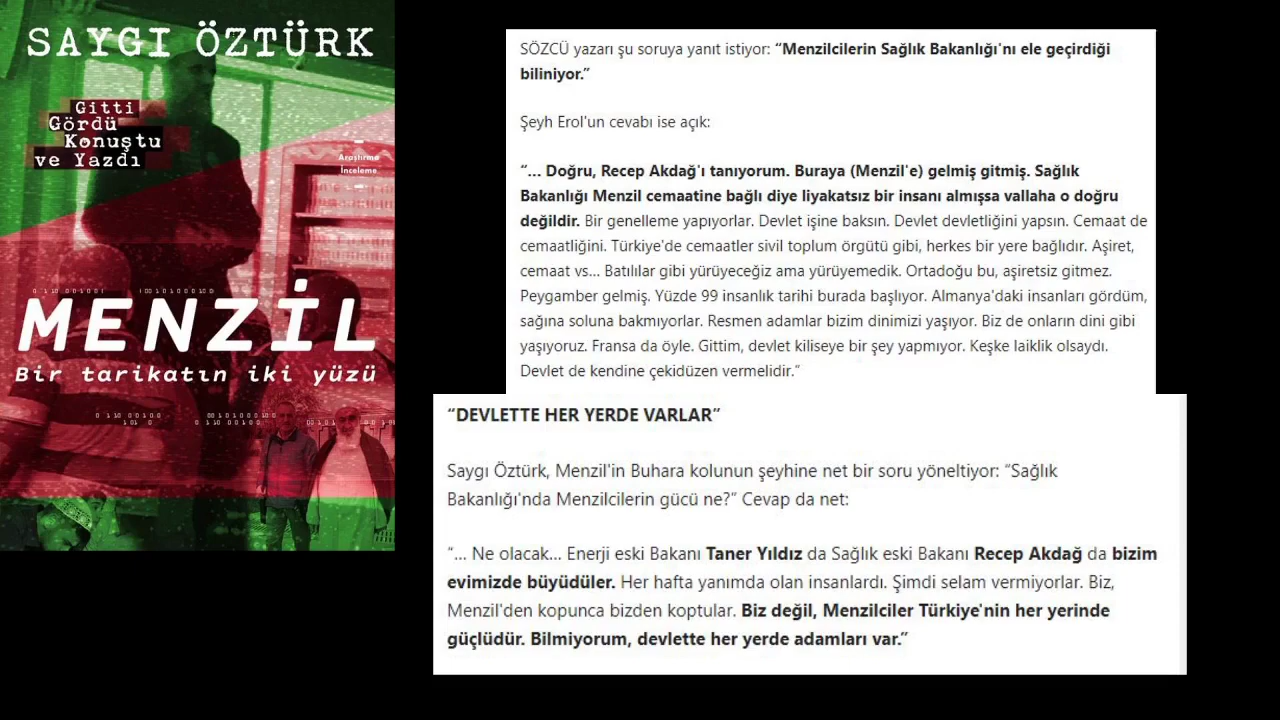 SAYGI ÖZTÜRK
Gitti
Gördü
Konuştu
ve Yazdı
Araştırma
İnceleme
MENZİL
Bir tarikatın iki yüzü
SÖZCÜ yazarı şu soruya yanıt istiyor: “Menzilcilerin Sağlık Bakanlığı'nı ele geçirdiği
biliniyor.”
Şeyh Erol'un cevabı ise açık:
“… Doğru, Recep Akdağ'ı tanıyorum. Buraya (Menzil'e) gelmiş gitmiş. Sağlık
Bakanlığı Menzil cemaatine bağlı diye liyakatsız bir insanı almışsa vallaha o doğru
değildir. Bir genelleme yapıyorlar. Devlet işine baksın. Devlet devletliğini yapsın. Cemaat de
cemaatliğini. Türkiye'de cemaatler sivil toplum örgütü gibi, herkes bir yere bağlıdır. Aşiret,
cemaat vs… Batılılar gibi yürüyeceğiz ama yürüyemedik. Ortadoğu bu, aşiretsiz gitmez.
Peygamber gelmiş. Yüzde 99 insanlık tarihi burada başlıyor. Almanya'daki insanları gördüm,
sağına soluna bakmıyorlar. Resmen adamlar bizim dinimizi yaşıyor. Biz de onların dini gibi
yaşıyoruz. Fransa da öyle. Gittim, devlet kiliseye bir şey yapmıyor. Keşke laiklik olsaydı.
Devlet de kendine çekidüzen vermelidir.”
“DEVLETTE HER YERDE VARLAR”
Saygı Öztürk, Menzil'in Buhara kolunun şeyhine net bir soru yöneltiyor: “Sağlık
Bakanlığı'nda Menzilcilerin gücü ne?” Cevap da net:
“… Ne olacak… Enerji eski Bakanı Taner Yıldız da Sağlık eski Bakanı Recep Akdağ da bizim
evimizde büyüdüler. Her hafta yanımda olan insanlardı. Şimdi selam vermiyorlar. Biz,
Menzil'den kopunca bizden koptular. Biz değil, Menzilciler Türkiye'nin her yerinde
güçlüdür. Bilmiyorum, devlette her yerde adamları var.”